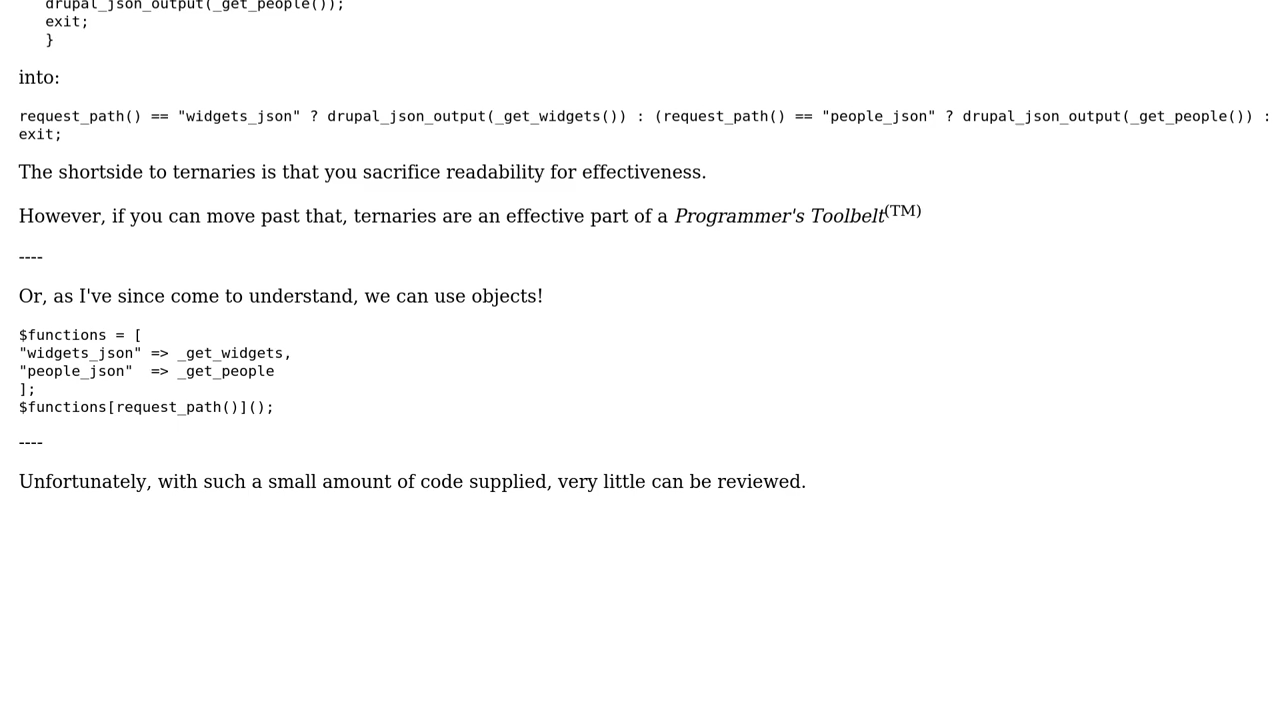 drupal_json_output(_get_people());
exit;
}
into:
request_path() == "widgets_json" ? drupal_json_output(_get_widgets()) : (request_path() == "people_json" ? drupal_json_output(_get_people()) :
exit;
The shortside to ternaries is that you sacrifice readability for effectiveness.
However, if you can move past that, ternaries are an effective part of a Programmer's Toolbelt(TM)
----
Or, as I've since come to understand, we can use objects!
$functions = [
"widgets_json" => _get_widgets,
"people_json"  => _get_people
];
$functions[request_path()]();
----
Unfortunately, with such a small amount of code supplied, very little can be reviewed.